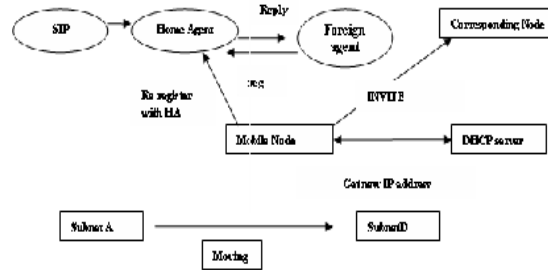 Reply
SIP
Home Agent
Foreign
agent
Corresponding Node
reg
Re register
with HA
INVITE
Mobile Node
DHCP server
Get new IP address
Subnet A
SubnetD
Moving